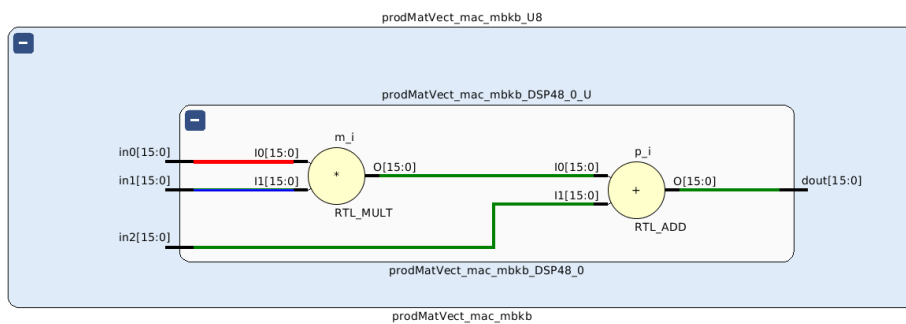 prodMatVect_mac_mbkb_U8
prodMatVect_mac_mbkb_DSP48_0_U
m_i
in0[15:0]
I0[15:0]
O[15:0]
*
in1[15:0]
I1[15:0]
RTL_MULT
p_i
I0[15:0]
O[15:0]
dout[15:0]
+
I1[15:0]
RTL_ADD
in2[15:0]
prodMatVect_mac_mbkb_DSP48_0
prodMatVect_mac_mbkb